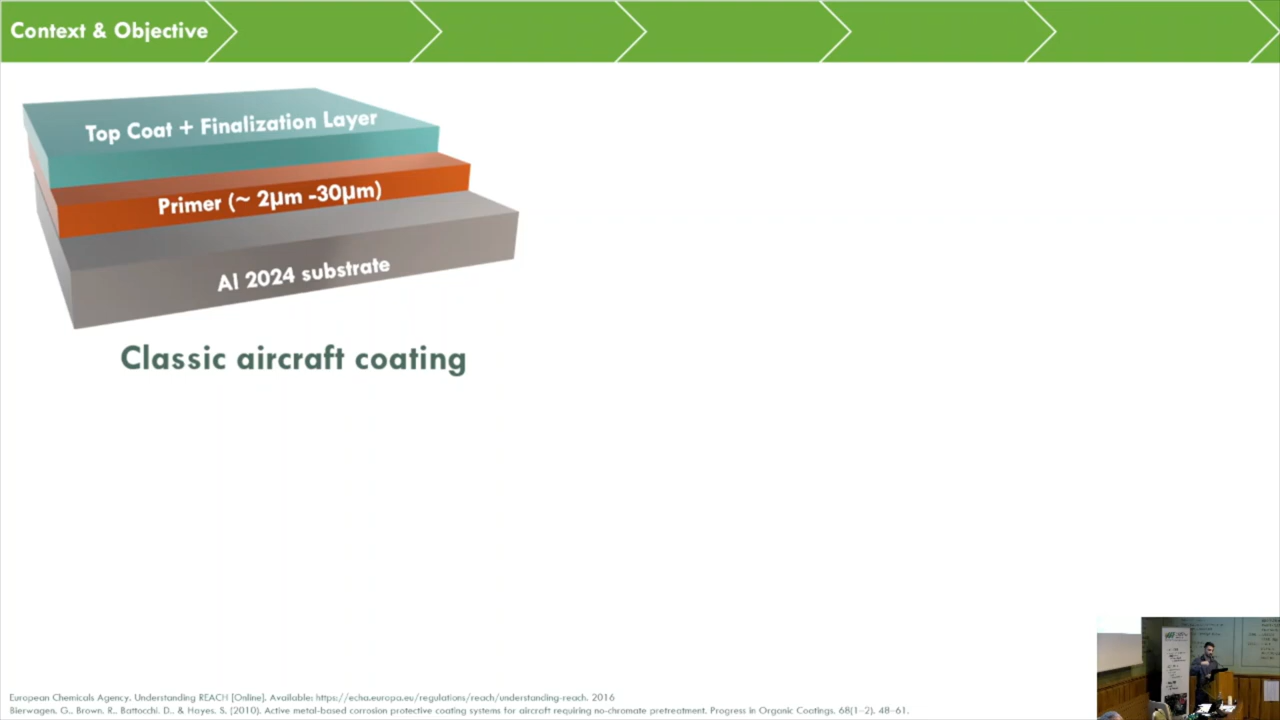 Context & Objective
Top Coat + Finalization Layer
Primer (~ 2µm -30µm)
Al 2024 substrate
Classic aircraft coating
European Chemicals Agency. Understanding REACH [Online]. Available: https://echa.europa.eu/regulations/reach/understanding-reach. 2016
Bierwagen, G., Brown, R., Battocchi, D., & Hayes, S. (2010). Active metal-based corrosion protective coating systems for aircraft requiring no-chromate pretreatment. Progress in Organic Coatings. 68(1–2). 48–61.